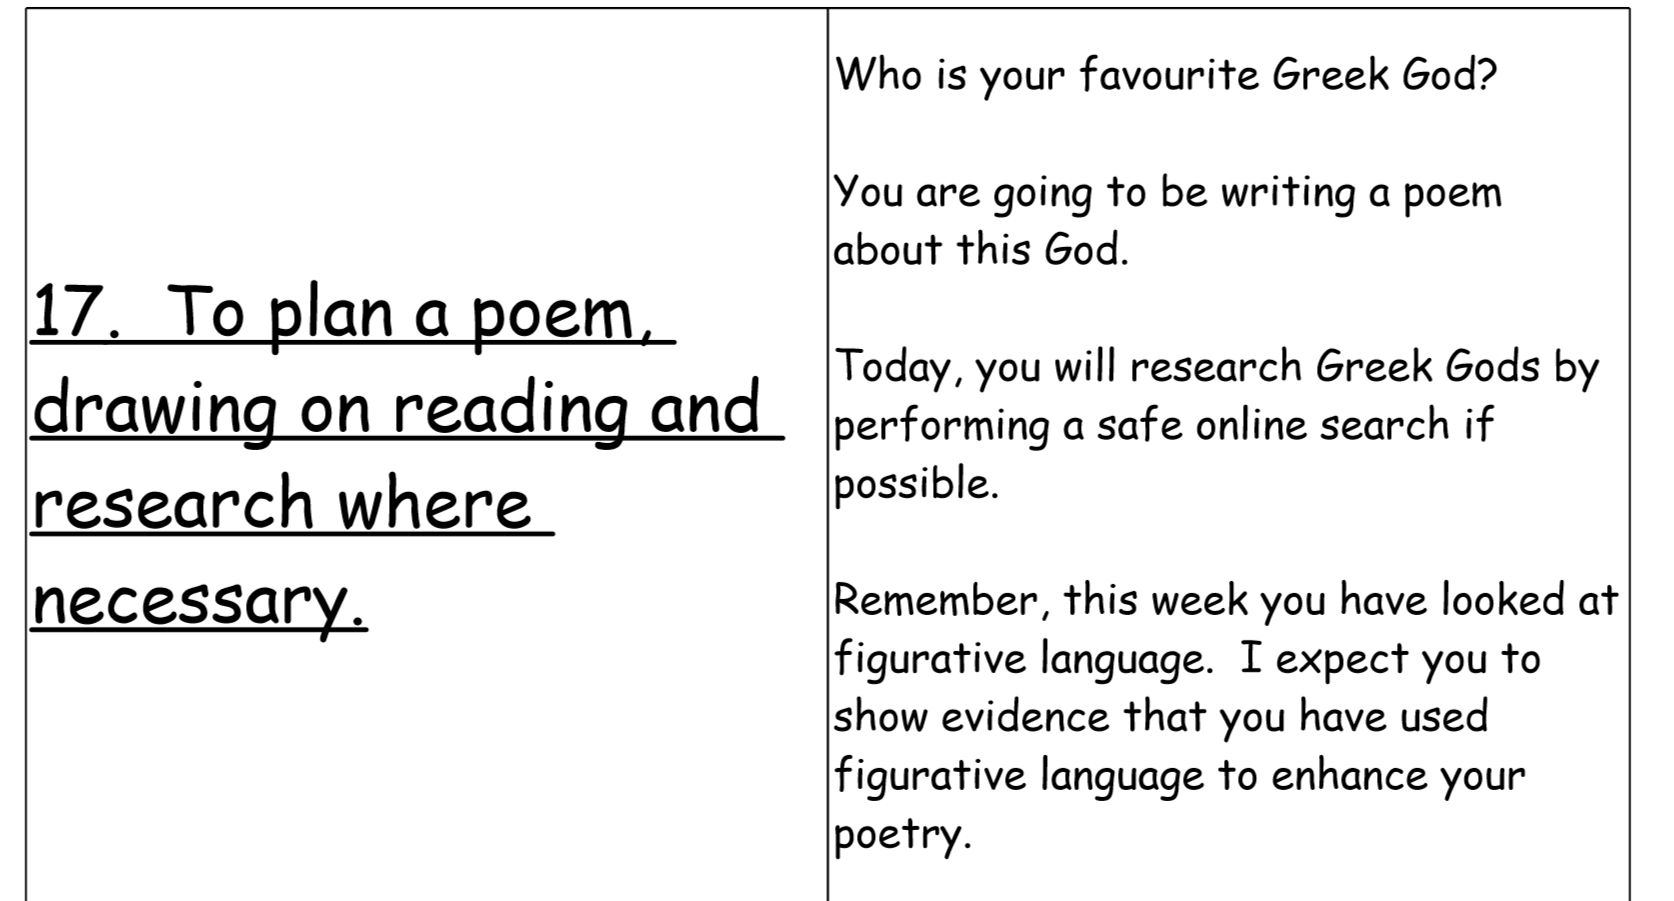 17.  To plan a poem,
drawing on reading and
research where
necessary.
Who is your favourite Greek God?
You are going to be writing a poem
about this God.
Today, you will research Greek Gods by
performing a safe online search if
possible.
Remember, this week you have looked at
figurative language.  I expect you to
show evidence that you have used
figurative language to enhance your
poetry.